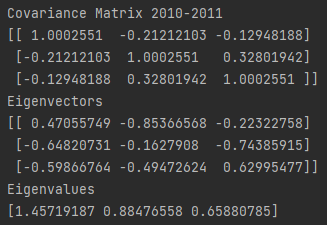 Covariance Matrix 2010-2011
[[ 1.0002551  -0.21212103 -0.12948188]
 [-0.21212103  1.0002551   0.32801942]
 [-0.12948188  0.32801942  1.0002551 ]]
Eigenvectors
[[ 0.47055749 -0.85366568 -0.22322758]
 [-0.64820731 -0.1627908  -0.74385915]
 [-0.59866764 -0.49472624  0.62995477]]
Eigenvalues
[1.45719187 0.88476558 0.65880785]